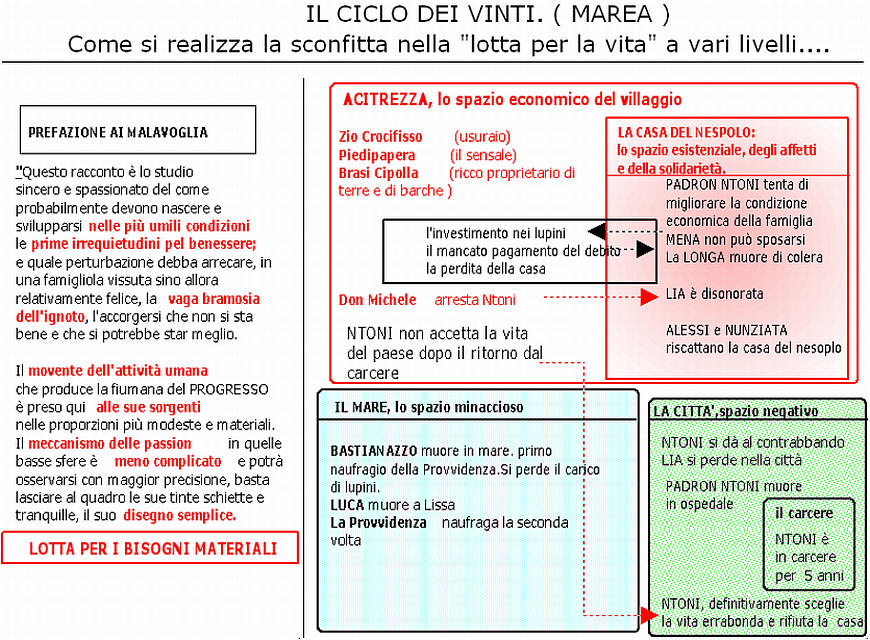 IL CICLO DEI VINTI. ( MAREA )
Come si realizza la sconfitta nella "lotta per la vita" a vari livelli....
PREFAZIONE AI MALAVOGLIA
"Questo racconto è lo studio
sincero e spassionato del come
probabilmente devono nascere e
svilupparsi nelle più umili condizioni
le prime irrequietudini pel benessere;
e quale perturbazione debba arrecare, in
una famigliola vissuta sino allora
relativamente felice, la vaga bramosia
dell'ignoto, l'accorgersi che non si sta
bene e che si potrebbe star meglio.
Il movente dell'attività umana
che produce la fiumana del PROGRESSO
è preso qui alle sue sorgenti
nelle proporzioni più modeste e materiali.
Il meccanismo delle passion in quelle
basse sfere è meno complicato e potrà
osservarsi con maggior precisione, basta
lasciare al quadro le sue tinte schiette e
tranquille, il suo disegno semplice.
LOTTA PER I BISOGNI MATERIALI
ACITREZZA, lo spazio economico del villaggio
Zio Crocifisso (usuraio)
Piedipapera (il sensale)
Brasi Cipolla (ricco proprietario di
terre e di barche )
LA CASA DEL NESPOLO:
lo spazio esistenziale, degli affetti
e della solidarietà.
PADRON NTONI tenta di
migliorare la condizione
economica della famiglia
MENA non può sposarsi
La LONGA muore di colera
LIA è disonorata
ALESSI e NUNZIATA
riscattano la casa del nesoplo
l'investimento nei lupini
il mancato pagamento del debito
la perdita della casa
Don Michele arresta Ntoni
NTONI non accetta la vita
del paese dopo il ritorno dal
carcere
IL MARE, lo spazio minaccioso
BASTIANAZZO muore in mare. primo
naufragio della Provvidenza.Si perde il carico
di lupini.
LUCA muore a Lissa
La Provvidenza naufraga la seconda
volta
LA CITTA',spazio negativo
NTONI si dà al contrabbando
LIA si perde nella città
PADRON NTONI muore
in ospedale
il carcere
NTONI è
in carcere
per 5 anni
NTONI, definitivamente sceglie
la vita errabonda e rifiuta la casa